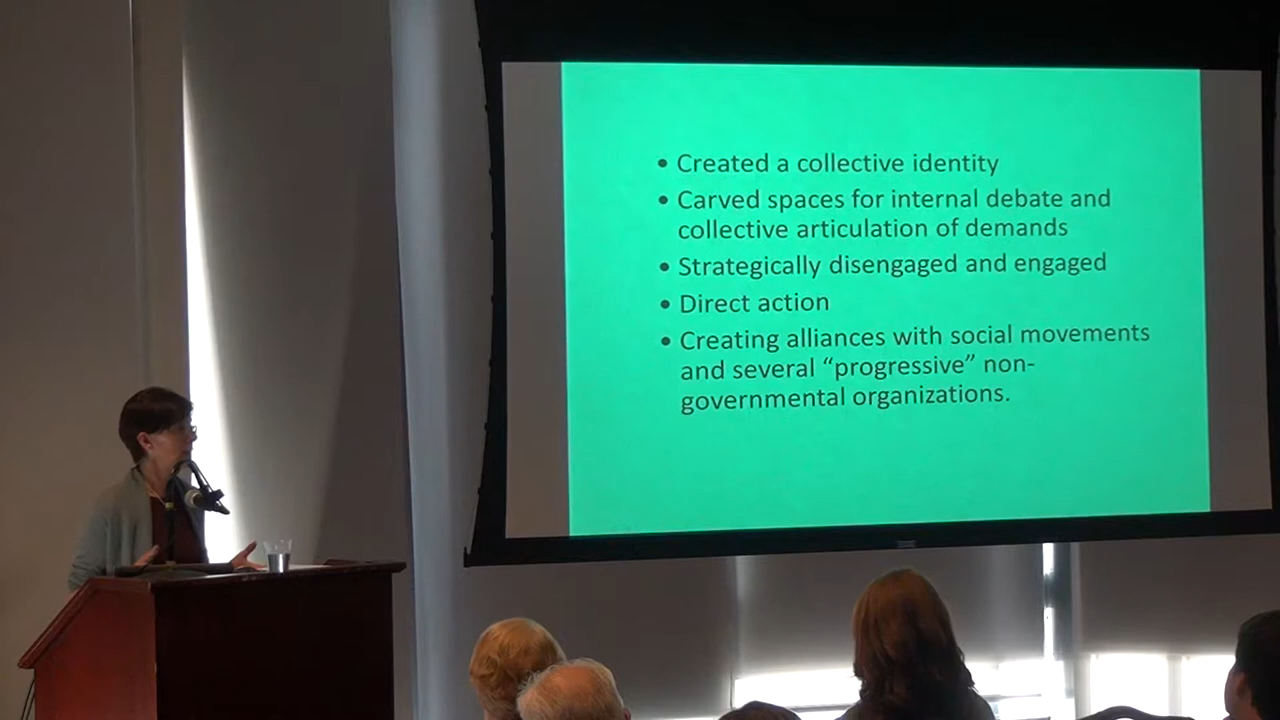 • Created a collective identity
• Carved spaces for internal debate and
collective articulation of demands
• Strategically disengaged and engaged
• Direct action
• Creating alliances with social movements
and several “progressive” non-
governmental organizations.